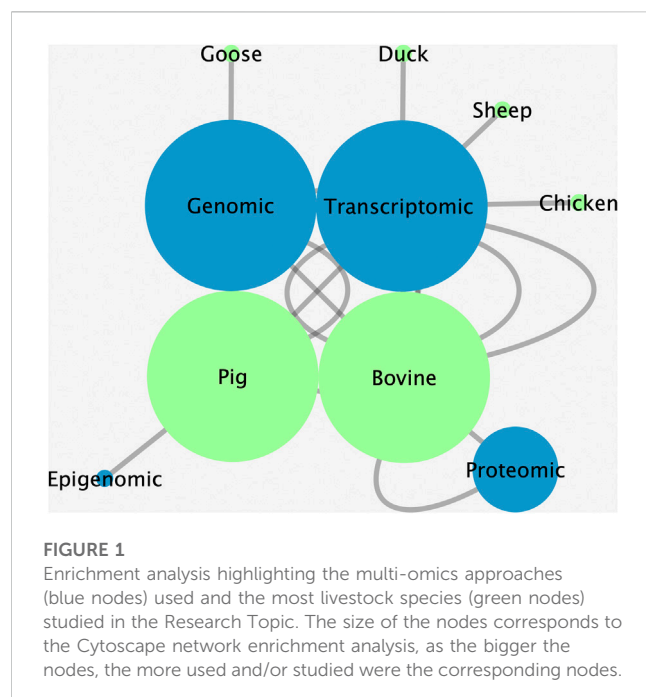 Goose
Duck
Sheep
Genomic
Transcriptomic
Chicken
Pig
Bovine
Epigenomic
Proteomic
FIGURE 1
Enrichment analysis highlighting the multi-omics approaches
(blue nodes) used and the most livestock species (green nodes)
studied in the Research Topic. The size of the nodes corresponds to
the Cytoscape network enrichment analysis, as the bigger the
nodes, the more used and/or studied were the corresponding nodes.